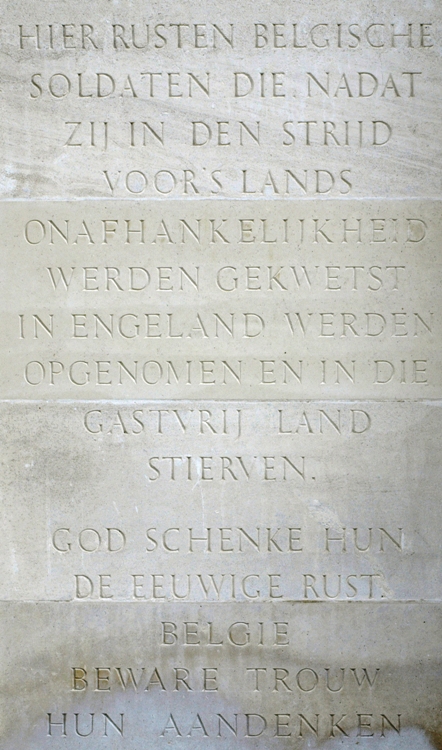 HIER RUSTEN BELGISCHE
SOLDATEN DIE NADAT
ZIJ IN DEN STRIJD
VOOR'S LANDS
ONAFHANKELIJKHEID
WERDEN GEKWETST
IN ENGELAND WERDEN
OPGENOMEN EN IN DIE
GASTVRIJ LAND
STIERVEN.
GOD SCHENKE HUN
DE EEUWIGE RUST.
BELGIE
BEWARE TROUW
HUN AANDENKEN